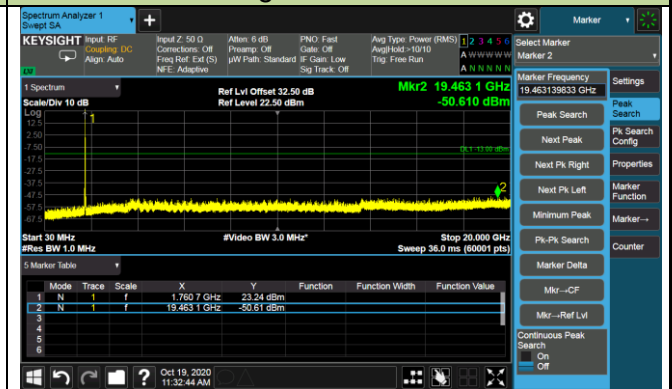 Spectrum Analyzer 1
Swept SA
+
Marker
KEYSIGHT
Input: RF
Coupling: DC
Align: Auto
Input Z: 50 Ω
Corrections: Off
Freq Ref: Ext (S)
NFE: Adaptive
Atten: 6 dB
Preamp: Off
µW Path: Standard
PNO: Fast
Gate: Off
IF Gain: Low
Sig Track: Off
Avg Type: Power (RMS)
Avg|Hold:>10/10
Trig: Free Run
1 2 3 4 5 6
A W W W W W
A N N N N N
LW
Select Marker
Marker 2
1 Spectrum
Scale/Div 10 dB
Ref Lvl Offset 32.50 dB
Ref Level 22.50 dBm
Mkr2 19.463 1 GHz
-50.610 dBm
Log
12.5
2.50
-7.50
-17.5
-27.5
-37.5
-47.5
-57.5
-67.5
1
DL1 -13.00 dBm
2
Start 30 MHz
#Res BW 1.0 MHz
#Video BW 3.0 MHz*
Stop 20.000 GHz
Sweep 36.0 ms (60001 pts)
5 Marker Table
Mode Trace Scale X Y Function Function Width Function Value
1 N 1 f 1.760 7 GHz 23.24 dBm
2 N 1 f 19.463 1 GHz -50.61 dBm
3
4
5
6
Marker Frequency
19.463139833 GHz
Peak Search
Next Peak
Next Pk Right
Next Pk Left
Minimum Peak
Pk-Pk Search
Marker Delta
Mkr→CF
Mkr→Ref Lvl
Continuous Peak
Search
On
Off
Settings
Peak
Search
Pk Search
Config
Properties
Marker
Function
Marker→
Counter
?
Oct 19, 2020
11:32:44 AM